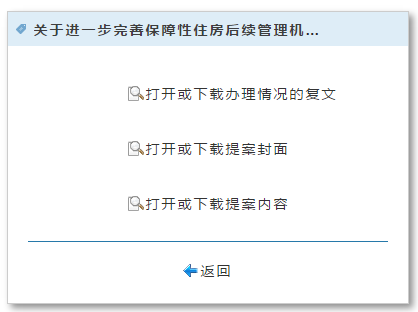 关于进一步完善保障性住房后续管理机...
打开或下载办理情况的复文
打开或下载提案封面
打开或下载提案内容
返回